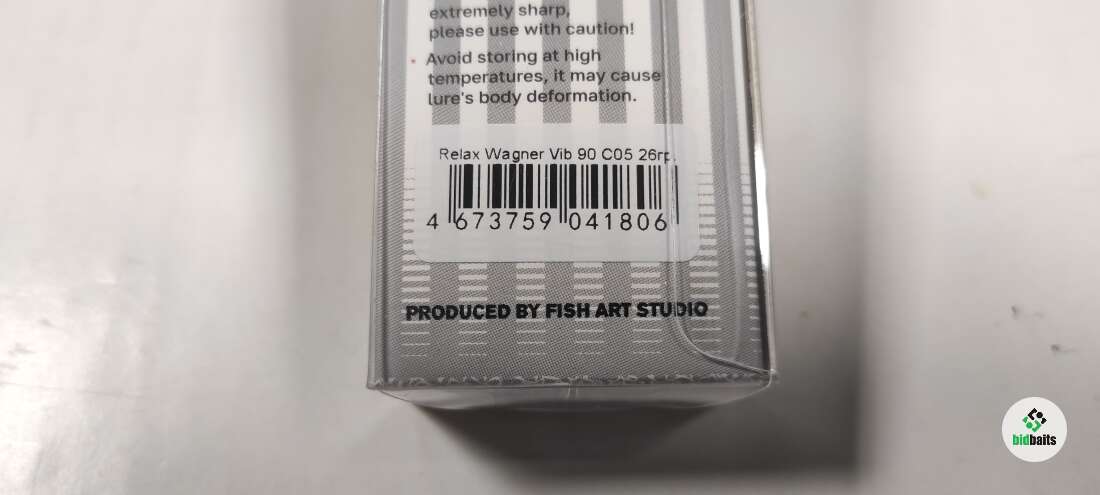 extremely sharp,
please use with caution!
Avoid storing at high
temperatures, it may cause
lure's body deformation.
Relax Wagner Vib 90 C05 26гр.
4 673759 041806
PRODUCED BY FISH ART STUDIO
bidbaits